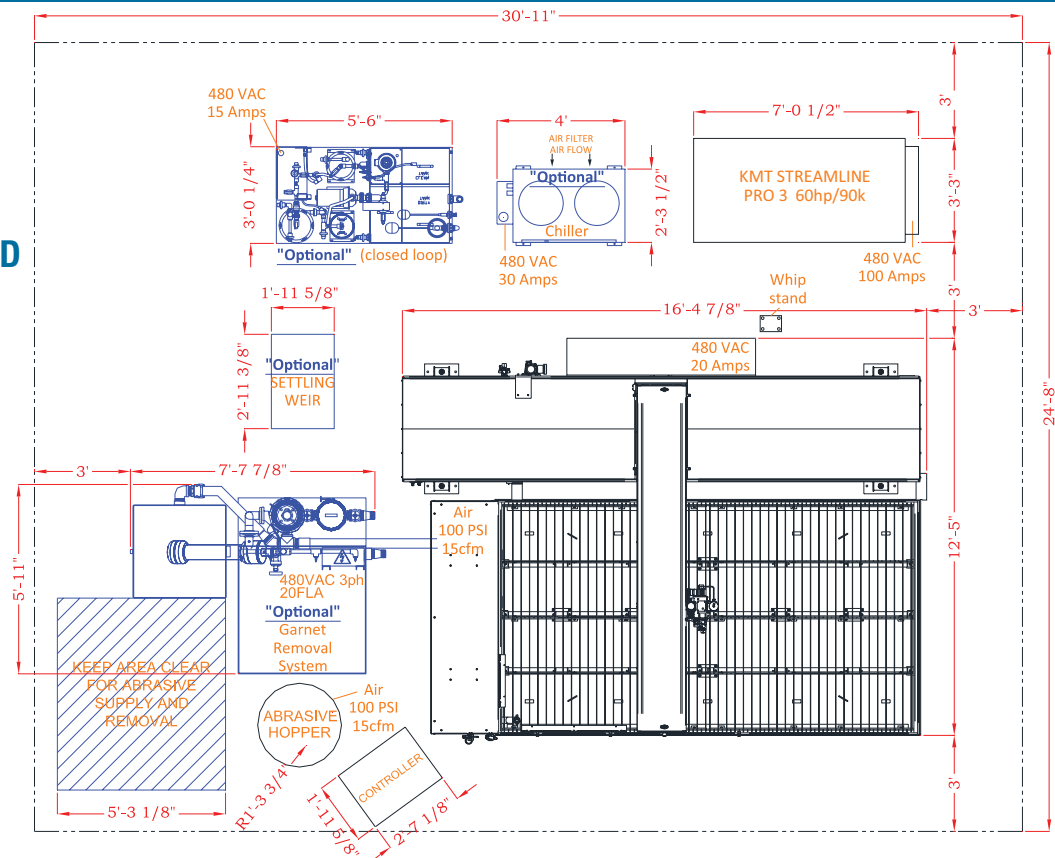 30'-11"
480 VAC
15 Amps
5'-6"
3'-0 1/4"
"Optional" (closed loop)
4'
AIR FILTER
AIR FLOW
"Optional"
Chiller
2'-3 1/2"
480 VAC
30 Amps
7'-0 1/2"
KMT STREAMLINE
PRO 3 60hp/90k
480 VAC
100 Amps
3'
3'-3"
3'
D
1'-11 5/8"
2'-11 3/8"
"Optional"
SETTLING
WEIR
Whip
stand
16'-4 7/8"
3'
480 VAC
20 Amps
24'-8"
3'
7'-7 7/8"
5'-11"
Air
100 PSI
15cfm
480VAC 3ph
20FLA
"Optional"
Garnet
Removal
System
12'-5"
KEEP AREA CLEAR
FOR ABRASIVE
SUPPLY AND
REMOVAL
5'-3 1/8"
ABRASIVE
HOPPER
R1'-3 3/4"
Air
100 PSI
15cfm
CONTROLLER
1'-11 5/8"
2'-7 1/8"
3'